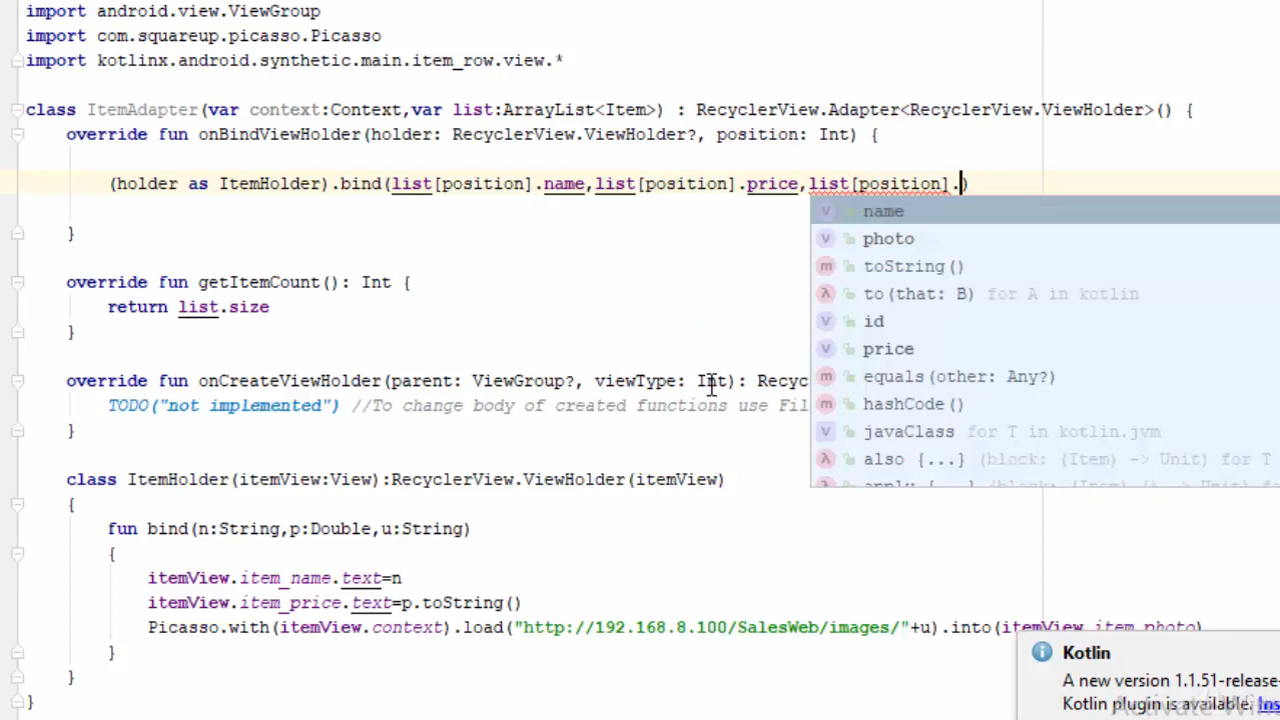 import android.view.ViewGroup
import com.squareup.picasso.Picasso
import kotlinx.android.synthetic.main.item_row.view.*
class ItemAdapter(var context:Context,var list:ArrayList<Item>) : RecyclerView.Adapter<RecyclerView.ViewHolder>() {
override fun onBindViewHolder(holder: RecyclerView.ViewHolder?, position: Int) {
(holder as ItemHolder).bind(list[position].name,list[position].price,list[position].)
name
photo
toString()
to(that: B) for A in kotlin
id
price
equals(other: Any?)
hashCode()
javaClass for T in kotlin.jvm
also {...} (block: (Item) -> Unit) for T
}
override fun getItemCount(): Int {
return list.size
}
override fun onCreateViewHolder(parent: ViewGroup?, viewType: Int): Recyc
TODO("not implemented") //To change body of created functions use Fil
}
class ItemHolder(itemView:View):RecyclerView.ViewHolder(itemView)
{
fun bind(n:String,p:Double,u:String)
{
itemView.item_name.text=n
itemView.item_price.text=p.toString()
Picasso.with(itemView.context).load("http://192.168.8.100/SalesWeb/images/"+u).into(itemView.item_photo)
}
}
}
Kotlin
A new version 1.1.51-release-
Kotlin plugin is available. Ins